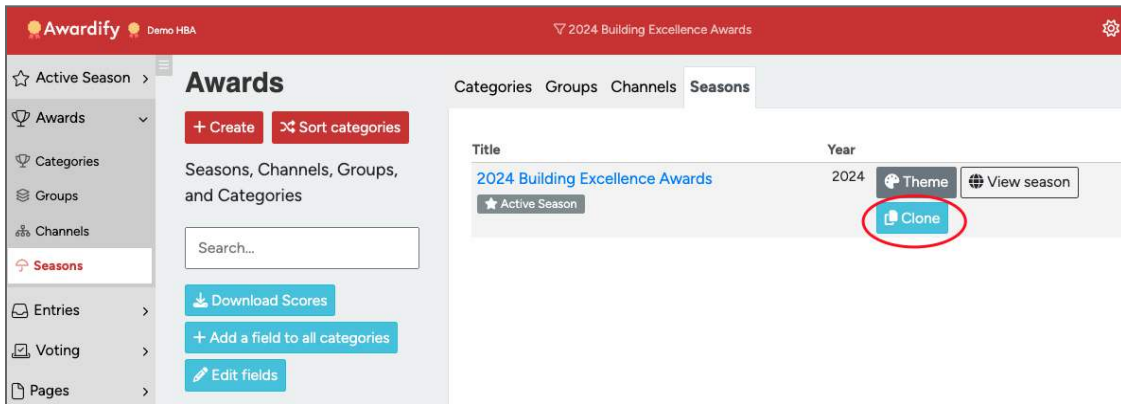 Awardify Demo HBA
2024 Building Excellence Awards
Active Season
Awards
Categories
Groups
Channels
Seasons
Entries
Voting
Pages
Awards
+ Create Sort categories
Seasons, Channels, Groups,
and Categories
Search...
Download Scores
+ Add a field to all categories
Edit fields
Categories Groups Channels Seasons
Title Year
2024 Building Excellence Awards 2024 Theme View season
Active Season
Clone